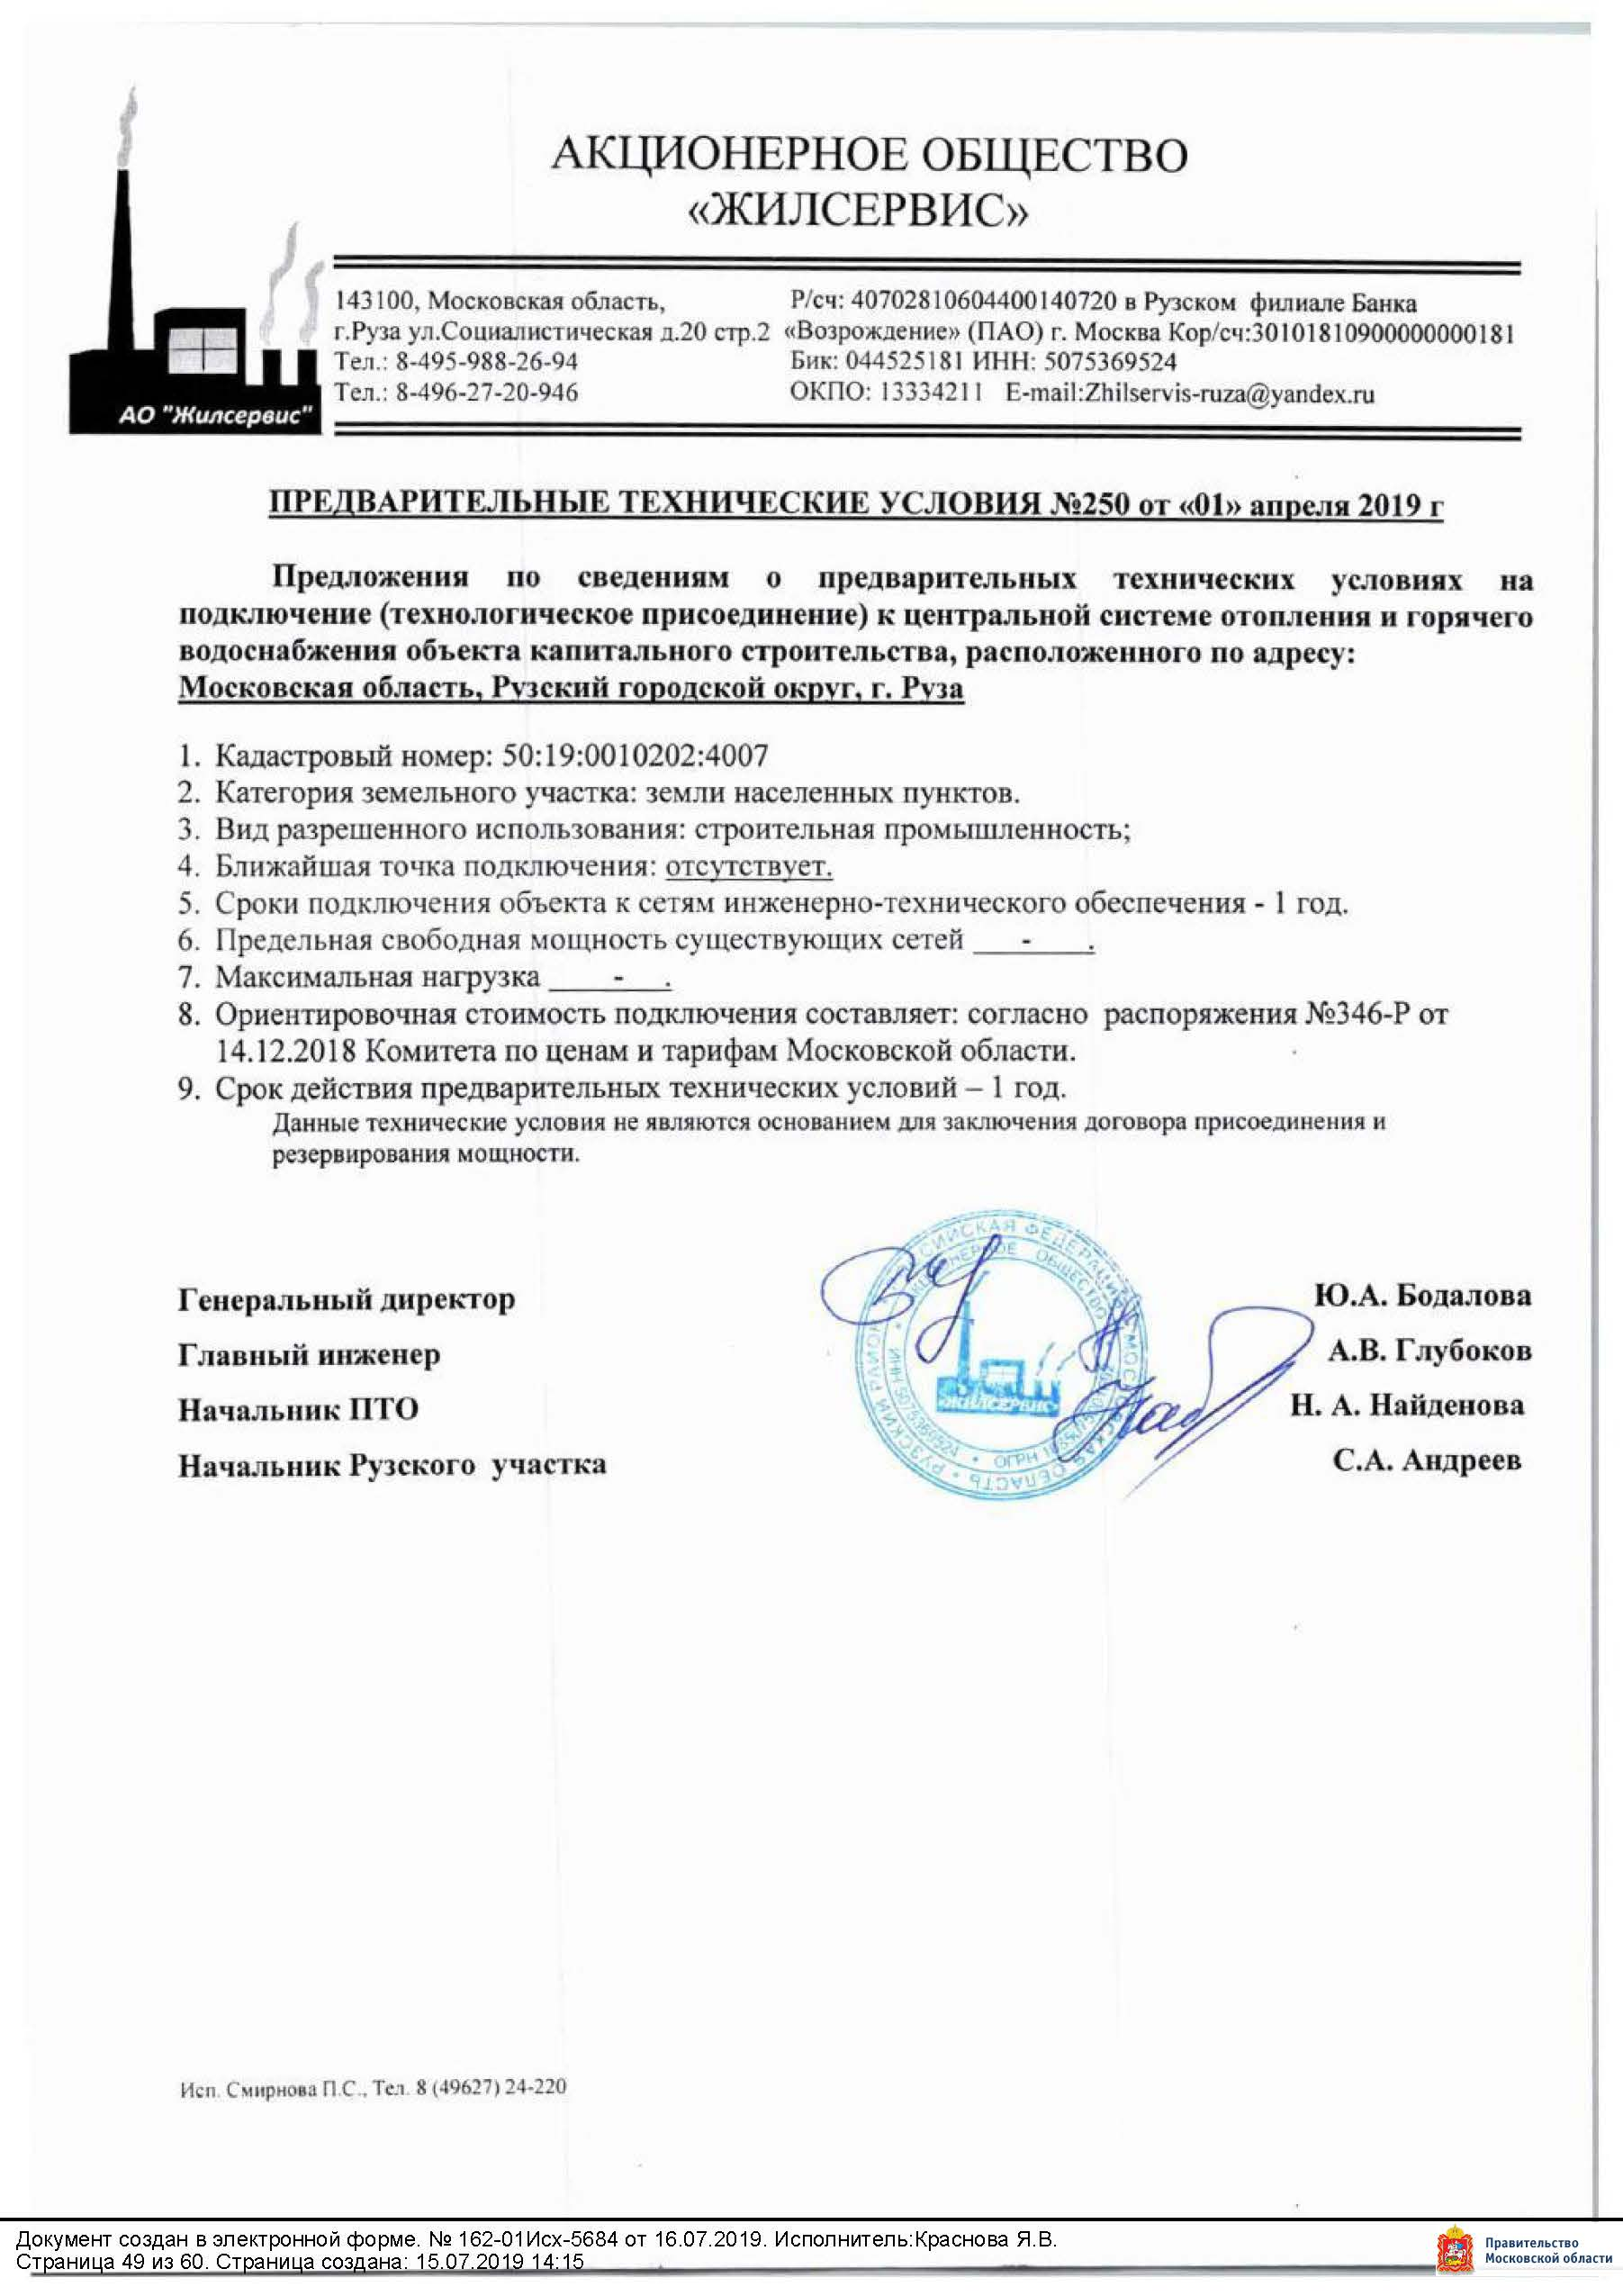 АКЦИОНЕРНОЕ ОБЩЕСТВО
«ЖИЛСЕРВИС»
АО "Жилсервис"
143100, Московская область,
г.Руза ул.Социалистическая д.20 стр.2
Тел.: 8-495-988-26-94
Тел.: 8-496-27-20-946
Р/сч: 40702810604400140720 в Рузском филиале Банка
«Возрождение» (ПАО) г. Москва Кор/сч:30101810900000000181
Бик: 044525181 ИНН: 5075369524
ОКПО: 13334211 E-mail:Zhilservis-ruza@yandex.ru
ПРЕДВАРИТЕЛЬНЫЕ ТЕХНИЧЕСКИЕ УСЛОВИЯ №250 от «01» апреля 2019 г
Предложения по сведениям о предварительных технических условиях на
подключение (технологическое присоединение) к центральной системе отопления и горячего
водоснабжения объекта капитального строительства, расположенного по адресу:
Московская область, Рузский городской округ, г. Руза
1. Кадастровый номер: 50:19:0010202:4007
2. Категория земельного участка: земли населенных пунктов.
3. Вид разрешенного использования: строительная промышленность;
4. Ближайшая точка подключения: отсутствует.
5. Сроки подключения объекта к сетям инженерно-технического обеспечения - 1 год.
6. Предельная свободная мощность существующих сетей ___-___.
7. Максимальная нагрузка ____-___.
8. Ориентировочная стоимость подключения составляет: согласно распоряжения №346-Р от
14.12.2018 Комитета по ценам и тарифам Московской области.
9. Срок действия предварительных технических условий – 1 год.
Данные технические условия не являются основанием для заключения договора присоединения и
резервирования мощности.
Генеральный директор Ю.А. Бодалова
Главный инженер А.В. Глубоков
Начальник ПТО Н. А. Найденова
Начальник Рузского участка С.А. Андреев
«ЖИЛСЕРВИС»
Исп. Смирнова П.С., Тел. 8 (49627) 24-220
Документ создан в электронной форме. № 162-01Исх-5684 от 16.07.2019. Исполнитель:Краснова Я.В.
Страница 49 из 60. Страница создана: 15.07.2019 14:15
Правительство
Московской области